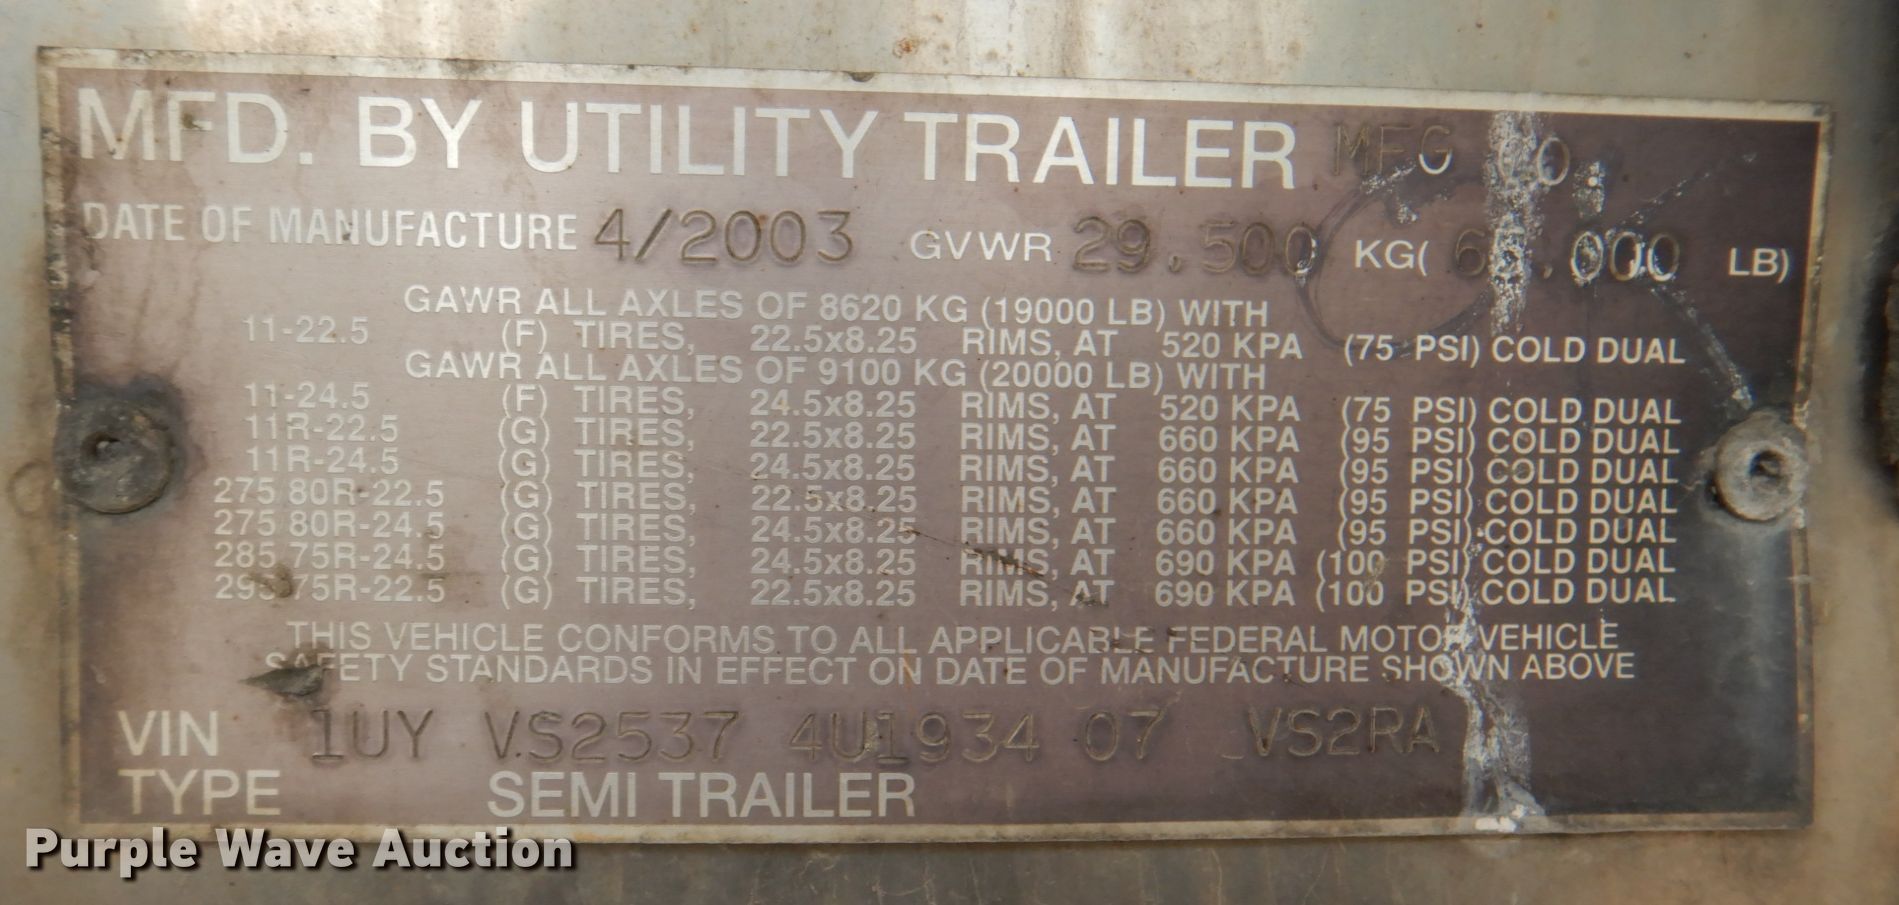 MFD. BY UTILITY TRAILER MFG CO.
DATE OF MANUFACTURE 4/2003 GVWR 29,500 KG( LB)
GAWR ALL AXLES OF 8620 KG (19000 LB) WITH
11-22.5 (F) TIRES, 22.5x8.25 RIMS, AT 520 KPA (75 PSI) COLD DUAL
GAWR ALL AXLES OF 9100 KG (20000 LB) WITH
11-24.5 (F) TIRES, 24.5x8.25 RIMS, AT 520 KPA (75 PSI) COLD DUAL
11R-22.5 (G) TIRES, 22.5x8.25 RIMS, AT 660 KPA (95 PSI) COLD DUAL
11R-24.5 (G) TIRES, 24.5x8.25 RIMS, AT 660 KPA (95 PSI) COLD DUAL
275/80R-22.5 (G) TIRES, 22.5x8.25 RIMS, AT 660 KPA (95 PSI) COLD DUAL
275/80R-24.5 (G) TIRES, 24.5x8.25 RIMS, AT 660 KPA (95 PSI) COLD DUAL
285/75R-24.5 (G) TIRES, 24.5x8.25 RIMS, AT 690 KPA (100 PSI) COLD DUAL
295/75R-22.5 (G) TIRES, 22.5x8.25 RIMS, AT 690 KPA (100 PSI) COLD DUAL
THIS VEHICLE CONFORMS TO ALL APPLICABLE FEDERAL MOTOR VEHICLE
SAFETY STANDARDS IN EFFECT ON DATE OF MANUFACTURE SHOWN ABOVE
VIN 1UY VS2537 4U1934 07 VS2RA
TYPE SEMI TRAILER
Purple Wave Auction